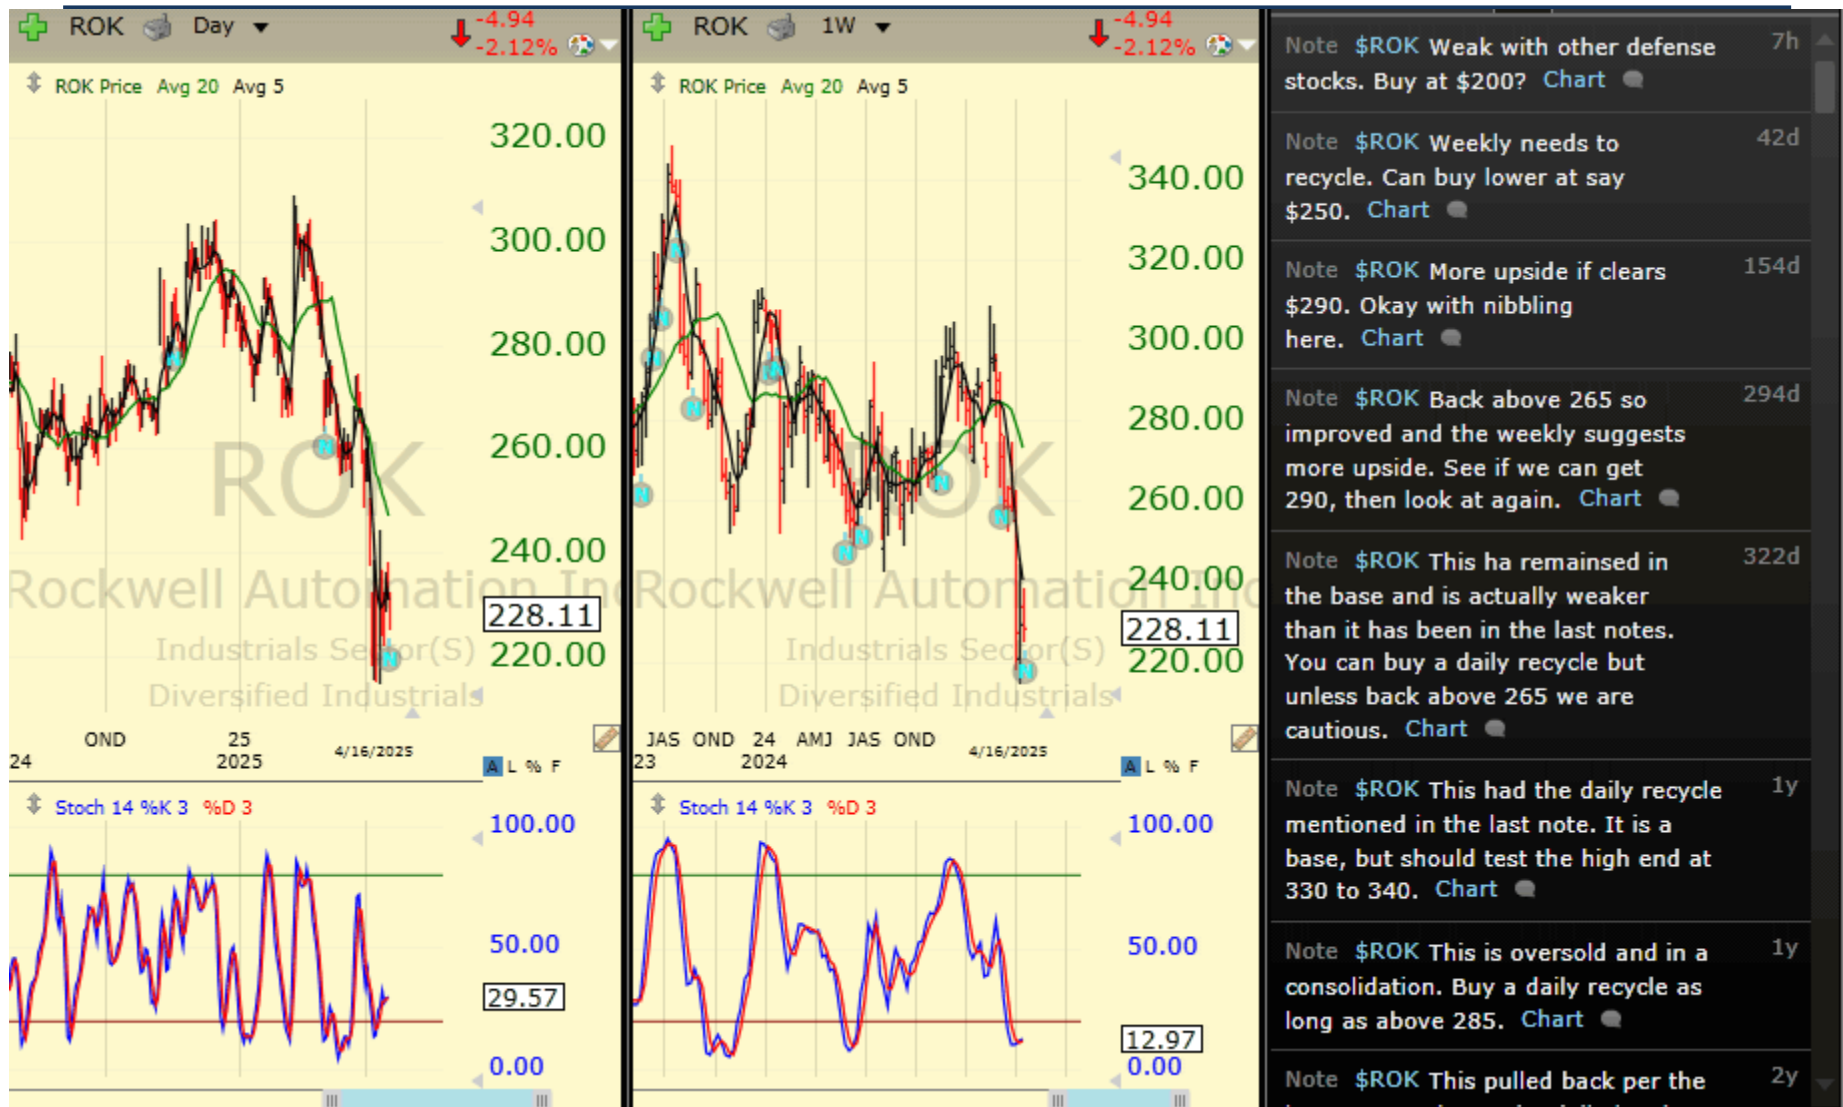 ROK Day
-4.94
-2.12%
ROK Price Avg 20 Avg 5
320.00
300.00
280.00
260.00
240.00
228.11
220.00
ROK
Rockwell Automation Inc
Industrials Sector(S)
Diversified Industrials
OND 25
24 2025 4/16/2025
A L % F
Stoch 14 %K 3 %D 3
100.00
50.00
29.57
0.00
ROK 1W
-4.94
-2.12%
ROK Price Avg 20 Avg 5
340.00
320.00
300.00
280.00
260.00
240.00
228.11
220.00
ROK
Rockwell Automation Inc
Industrials Sector(S)
Diversified Industrials
JAS OND 24 AMJ JAS OND
23 2024 4/16/2025
A L % F
Stoch 14 %K 3 %D 3
100.00
50.00
12.97
0.00
Note $ROK Weak with other defense 7h
stocks. Buy at $200? Chart
Note $ROK Weekly needs to 42d
recycle. Can buy lower at say
$250. Chart
Note $ROK More upside if clears 154d
$290. Okay with nibbling
here. Chart
Note $ROK Back above 265 so 294d
improved and the weekly suggests
more upside. See if we can get
290, then look at again. Chart
Note $ROK This ha remainsed in 322d
the base and is actually weaker
than it has been in the last notes.
You can buy a daily recycle but
unless back above 265 we are
cautious. Chart
Note $ROK This had the daily recycle 1y
mentioned in the last note. It is a
base, but should test the high end at
330 to 340. Chart
Note $ROK This is oversold and in a 1y
consolidation. Buy a daily recycle as
long as above 285. Chart
Note $ROK This pulled back per the 2y